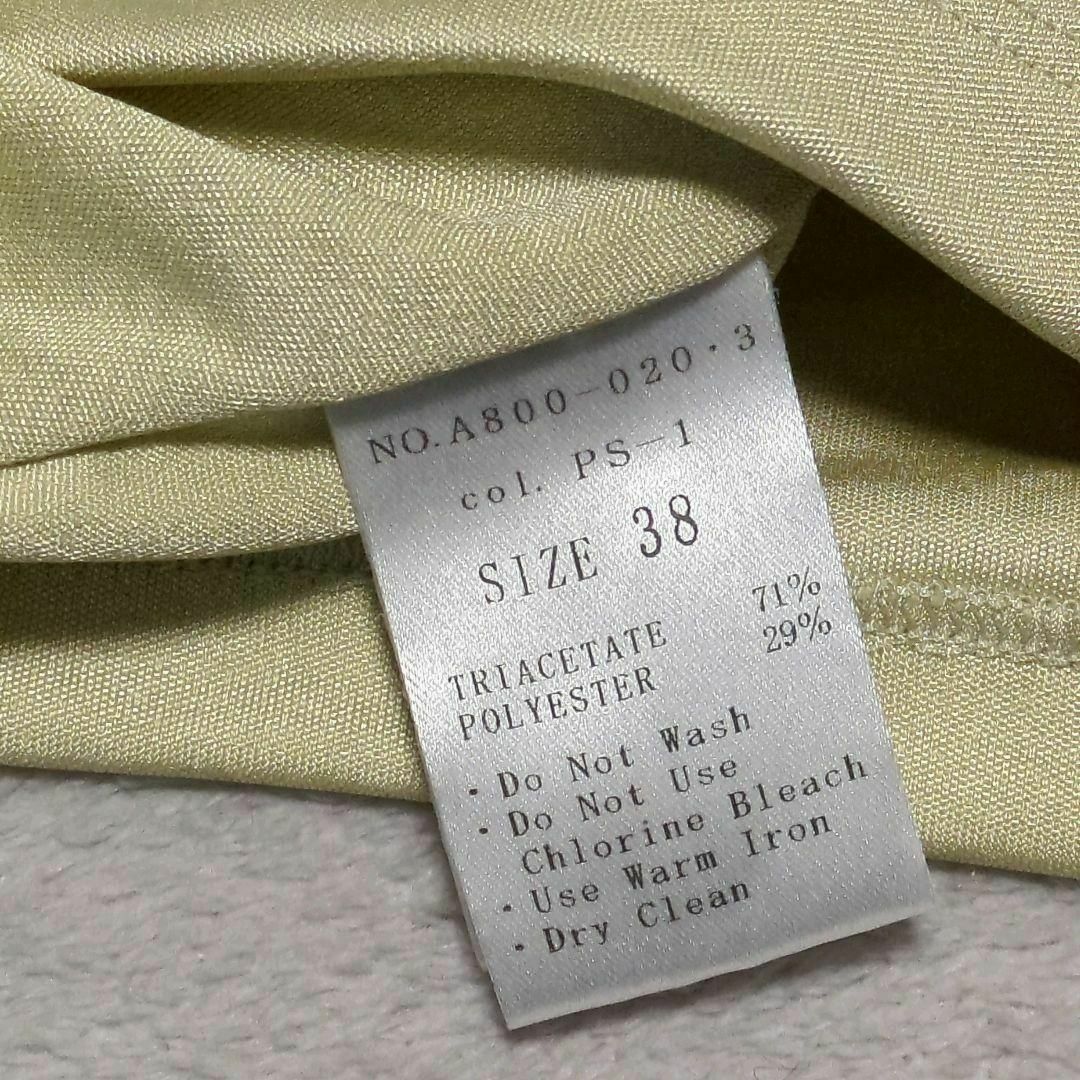 NO.A800-020・3
col. PS-1
SIZE 38
TRIACETATE 71%
POLYESTER 29%
・Do Not Wash
・Do Not Use
Chlorine Bleach
・Use Warm Iron
・Dry Clean